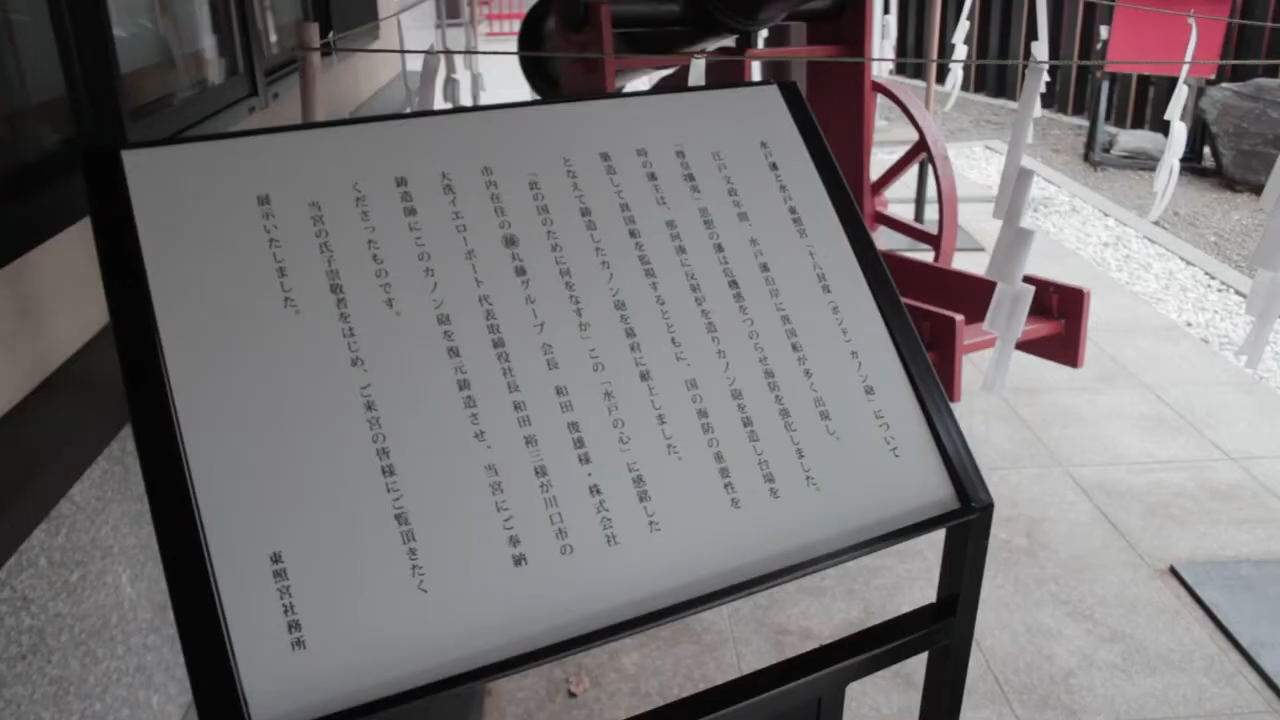 水戸藩と水戸東照宮「十八封度（ポンド）カノン砲」について
江戸文政年間、水戸藩沿岸に異国船が多く出現し、
「尊皇攘夷」思想の藩は危機感をつのらせ海防を強化しました。
時の藩主は、那珂湊に反射炉を造りカノン砲を鋳造し台場を
築造して異国船を監視するとともに、国の海防の重要性を
となえて鋳造したカノン砲を幕府に献上しました。
「此の国のために何をなすか」この「水戸の心」に感銘した
市内在住の 丸藤グループ 会長 和田 俊雄様・株式会社
大洗イエローポート 代表取締役社長 和田 裕三様が川口市の
鋳造師にこのカノン砲を復元鋳造させ、当宮にご奉納
くださったものです。
当宮の氏子崇敬者をはじめ、ご来宮の皆様にご覧頂きたく
展示いたしました。
東照宮社務所